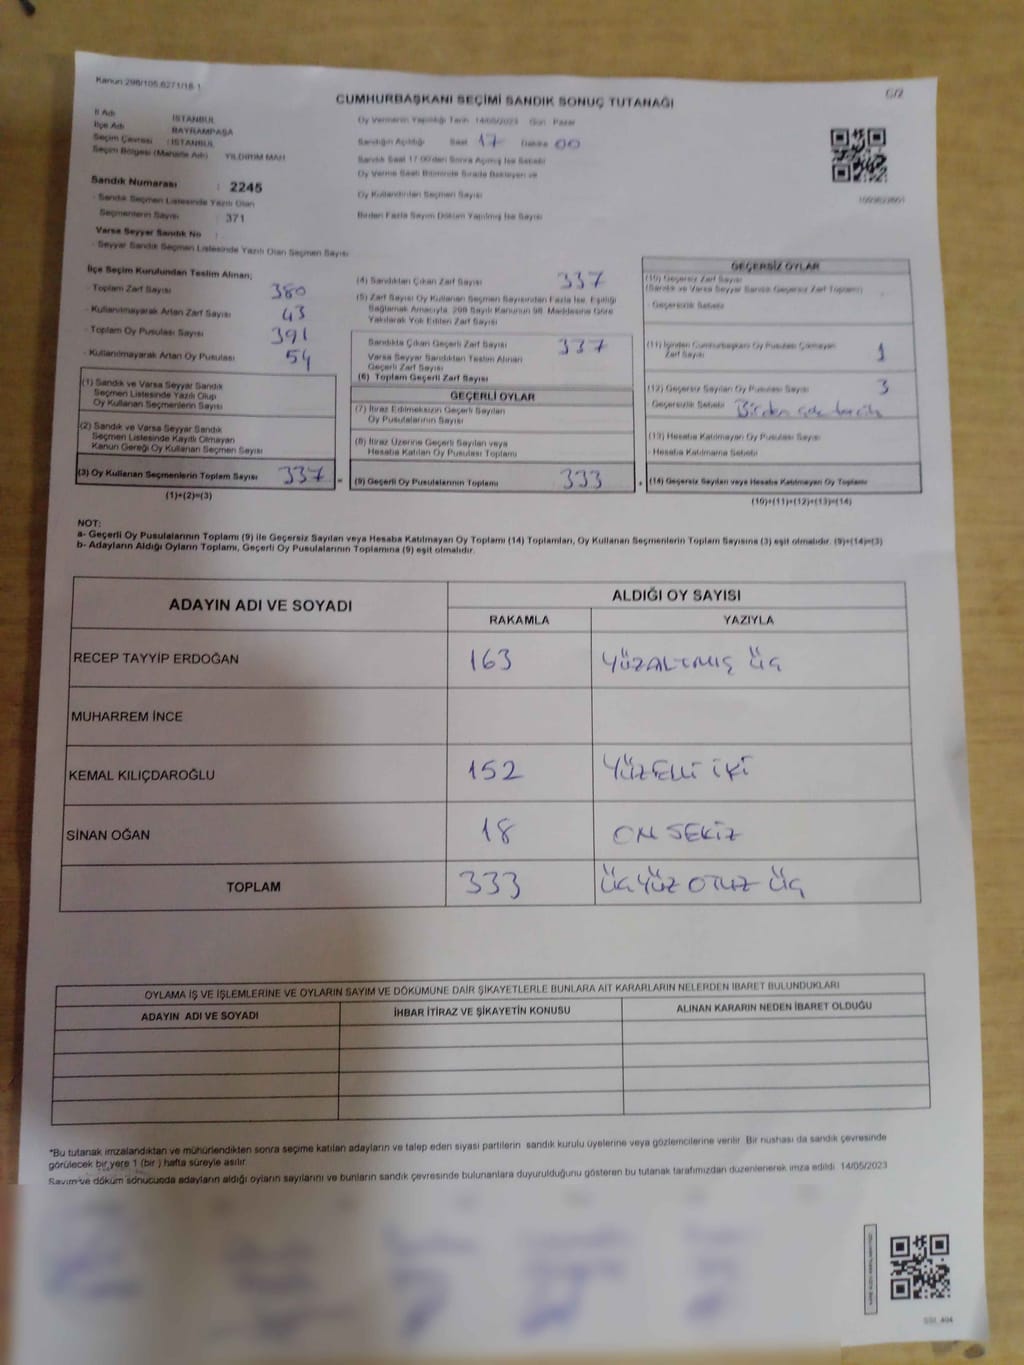 Kanun 298/105,6271/18 1
C/2
CUMHURBAŞKANI SEÇİMİ SANDIK SONUÇ TUTANAĞI
İl Adı : İSTANBUL
İlçe Adı : BAYRAMPAŞA
Seçim Çevresi : İSTANBUL
Seçim Bölgesi (Mahalle Adı) : YILDIRIM MAH
Sandık Numarası : 2245
- Sandık Seçmen Listesinde Yazılı Olan
Seçmenlerin Sayısı : 371
Varsa Seyyar Sandık No :
- Seyyar Sandık Seçmen Listesinde Yazılı Olan Seçmen Sayısı
Oy Vermenin Yapıldığı Tarih 14/05/2023 Gün Pazar
Sandığın Açıldığı Saat 17 Dakika 00
Sandık Saat 17:00'dan Sonra Açılmış İse Sebebi
Oy Verme Saati Bitiminde Sırada Bekleyen ve
Oy Kullandırılan Seçmen Sayısı
Birden Fazla Sayım Döküm Yapılmış İse Sayısı
İlçe Seçim Kurulundan Teslim Alınan;
- Toplam Zarf Sayısı 380
- Kullanılmayarak Artan Zarf Sayısı 43
- Toplam Oy Pusulası Sayısı 391
- Kullanılmayarak Artan Oy Pusulası 54
(1) Sandık ve Varsa Seyyar Sandık
Seçmen Listesinde Yazılı Olup
Oy Kullanan Seçmenlerin Sayısı
(2) Sandık ve Varsa Seyyar Sandık
Seçmen Listesinde Kayıtlı Olmayan
Kanun Gereği Oy Kullanan Seçmen Sayısı
(3) Oy Kullanan Seçmenlerin Toplam Sayısı 337 =
(1)+(2)=(3)
(4) Sandıktan Çıkan Zarf Sayısı 337
(5) Zarf Sayısı Oy Kullanan Seçmen Sayısından Fazla İse, Eşitliği
Sağlamak Amacıyla, 298 Sayılı Kanunun 98. Maddesine Göre
Yakılarak Yok Edilen Zarf Sayısı
Sandıkta Çıkan Geçerli Zarf Sayısı 337
Varsa Seyyar Sandıktan Teslim Alınan
Geçerli Zarf Sayısı
(6) Toplam Geçerli Zarf Sayısı
GEÇERLİ OYLAR
(7) İtiraz Edilmeksizin Geçerli Sayılan
Oy Pusulalarının Sayısı
(8) İtiraz Üzerine Geçerli Sayılan veya
Hesaba Katılan Oy Pusulası Toplamı
(9) Geçerli Oy Pusulalarının Toplamı 333 +
GEÇERSİZ OYLAR
(10) Geçersiz Zarf Sayısı
(Sandık ve Varsa Seyyar Sandık Geçersiz Zarf Toplamı)
- Geçersizlik Sebebi
(11) İçinden Cumhurbaşkanı Oy Pusulası Çıkmayan
Zarf Sayısı 1
(12) Geçersiz Sayılan Oy Pusulası Sayısı 3
Geçersizlik Sebebi Birden çok tercih
(13) Hesaba Katılmayan Oy Pusulası Sayısı
- Hesaba Katılmama Sebebi
(14) Geçersiz Sayılan veya Hesaba Katılmayan Oy Toplamı
(10)+(11)+(12)+(13)=(14)
NOT:
a- Geçerli Oy Pusulalarının Toplamı (9) ile Geçersiz Sayılan veya Hesaba Katılmayan Oy Toplamı (14) Toplamları, Oy Kullanan Seçmenlerin Toplam Sayısına (3) eşit olmalıdır. (9)+(14)=(3)
b- Adayların Aldığı Oyların Toplamı, Geçerli Oy Pusulalarının Toplamına (9) eşit olmalıdır.
ADAYIN ADI VE SOYADI
ALDIĞI OY SAYISI
RAKAMLA YAZIYLA
RECEP TAYYİP ERDOĞAN 163 YÜZALTMIŞ ÜÇ
MUHARREM İNCE
KEMAL KILIÇDAROĞLU 152 YÜZELLİ İKİ
SİNAN OĞAN 18 ON SEKİZ
TOPLAM 333 ÜÇYÜZ OTUZ ÜÇ
OYLAMA İŞ VE İŞLEMLERİNE VE OYLARIN SAYIM VE DÖKÜMÜNE DAİR ŞİKAYETLERLE BUNLARA AİT KARARLARIN NELERDEN İBARET BULUNDUKLARI
ADAYIN ADI VE SOYADI İHBAR İTİRAZ VE ŞİKAYETİN KONUSU ALINAN KARARIN NEDEN İBARET OLDUĞU
*Bu tutanak imzalandıktan ve mühürlendikten sonra seçime katılan adayların ve talep eden siyasi partilerin sandık kurulu üyelerine veya gözlemcilerine verilir. Bir nüshası da sandık çevresinde
görülecek bir yere 1 (bir ) hafta süreyle asılır.
Sayım ve döküm sonucunda adayların aldığı oyların sayılarını ve bunların sandık çevresinde bulunanlara duyurulduğunu gösteren bu tutanak tarafımızdan düzenlenerek imza edildi. 14/05/2023